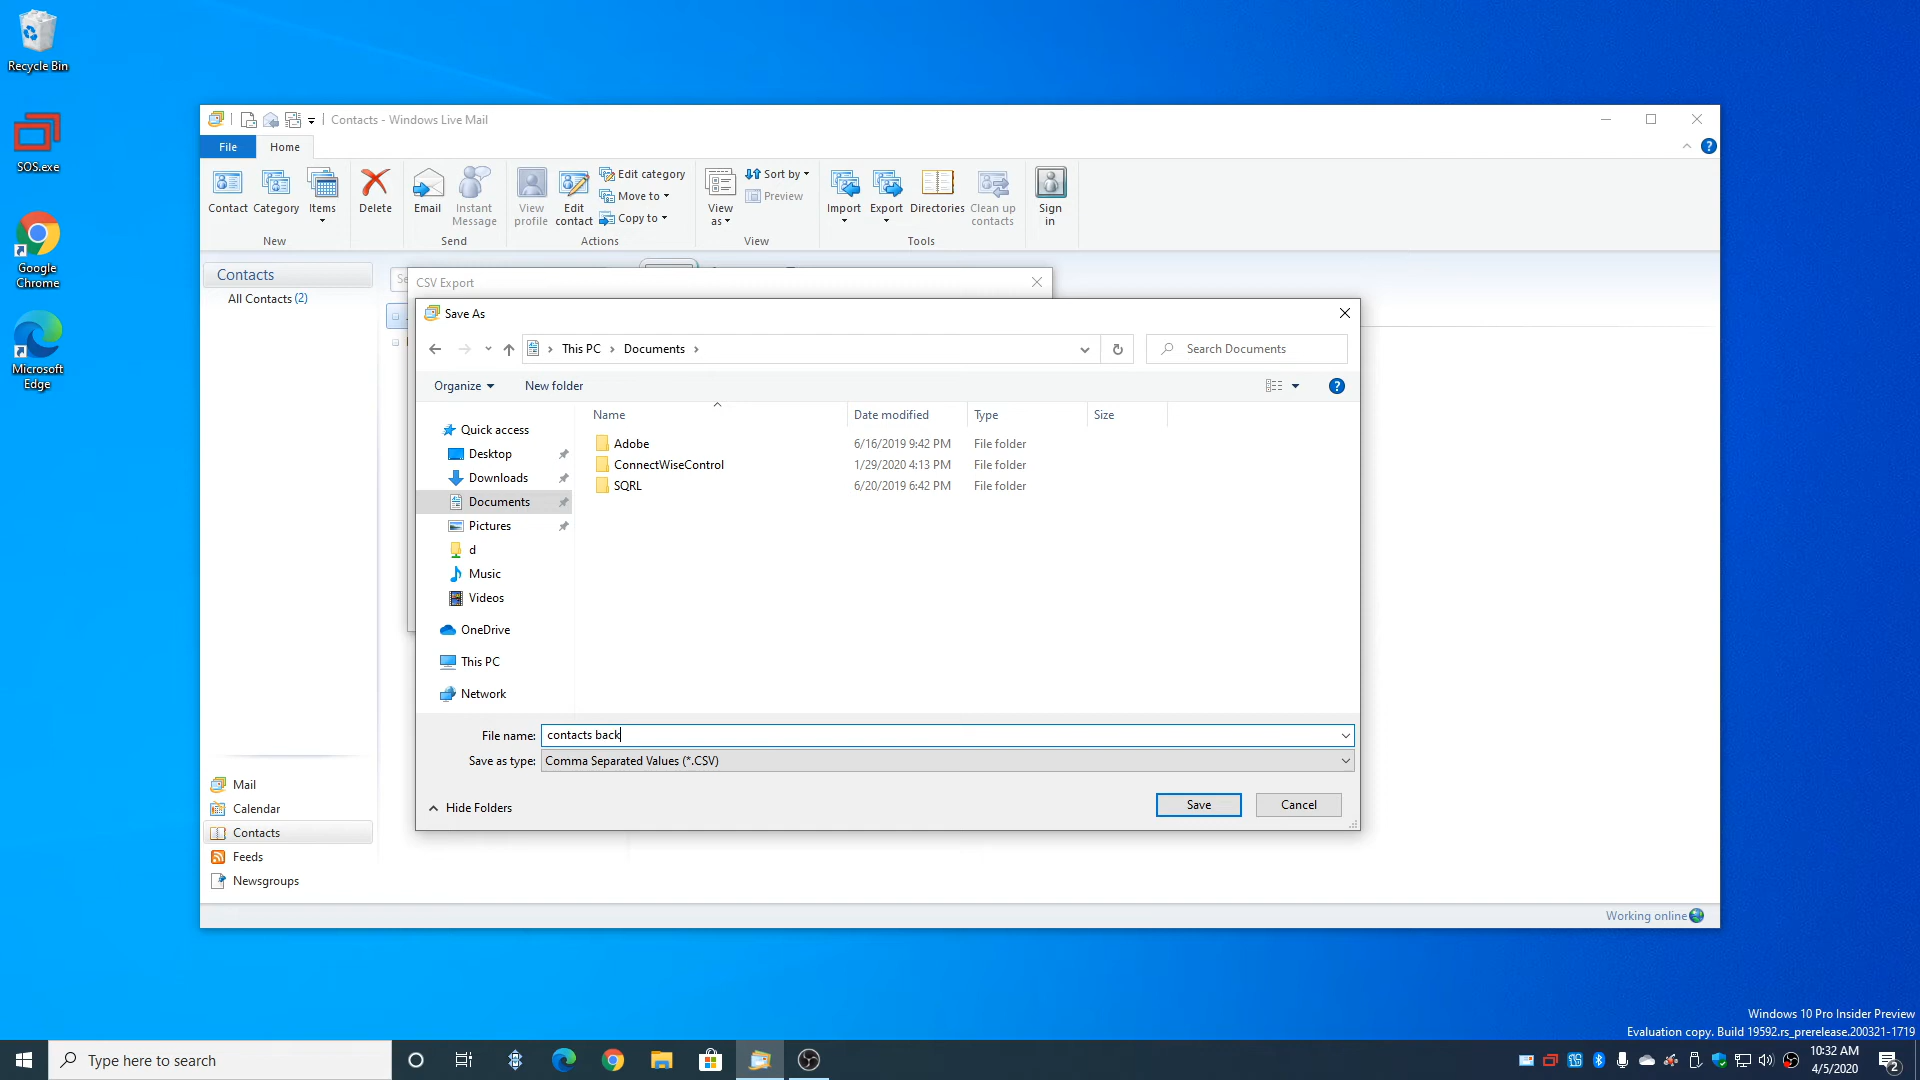 Recycle Bin
SOS.exe
Google
Chrome
Microsoft
Edge
Contacts - Windows Live Mail
File
Home
Contact
Category
Items
New
Delete
Email
Instant
Message
Send
View
profile
Edit
contact
Edit category
Move to
Copy to
Actions
View
as
Sort by
Preview
View
Import
Export
Directories
Clean up
contacts
Tools
Sign
in
Contacts
All Contacts (2)
CSV Export
Save As
This PC
Documents
Search Documents
Organize
New folder
Name
Date modified
Type
Size
Adobe 6/16/2019 9:42 PM File folder
ConnectWiseControl 1/29/2020 4:13 PM File folder
SQRL 6/20/2019 6:42 PM File folder
Quick access
Desktop
Downloads
Documents
Pictures
d
Music
Videos
OneDrive
This PC
Network
File name: contacts back
Save as type: Comma Separated Values (*.CSV)
Hide Folders
Save
Cancel
Mail
Calendar
Contacts
Feeds
Newsgroups
Working online
Windows 10 Pro Insider Preview
Evaluation copy. Build 19592.rs_prerelease.200321-1719
Type here to search
10:32 AM
4/5/2020
2